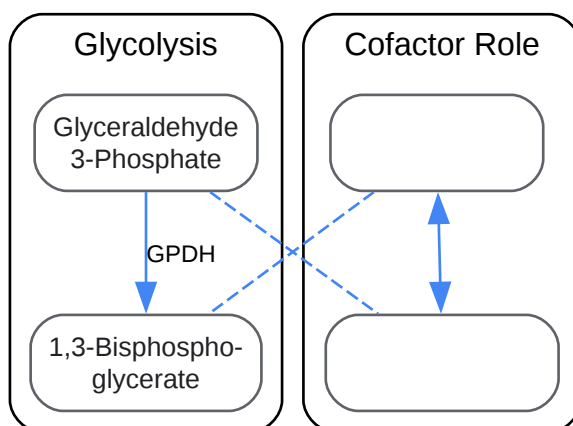 Glycolysis
Glyceraldehyde
3-Phosphate
GPDH
1,3-Bisphospho-
glycerate
Cofactor Role